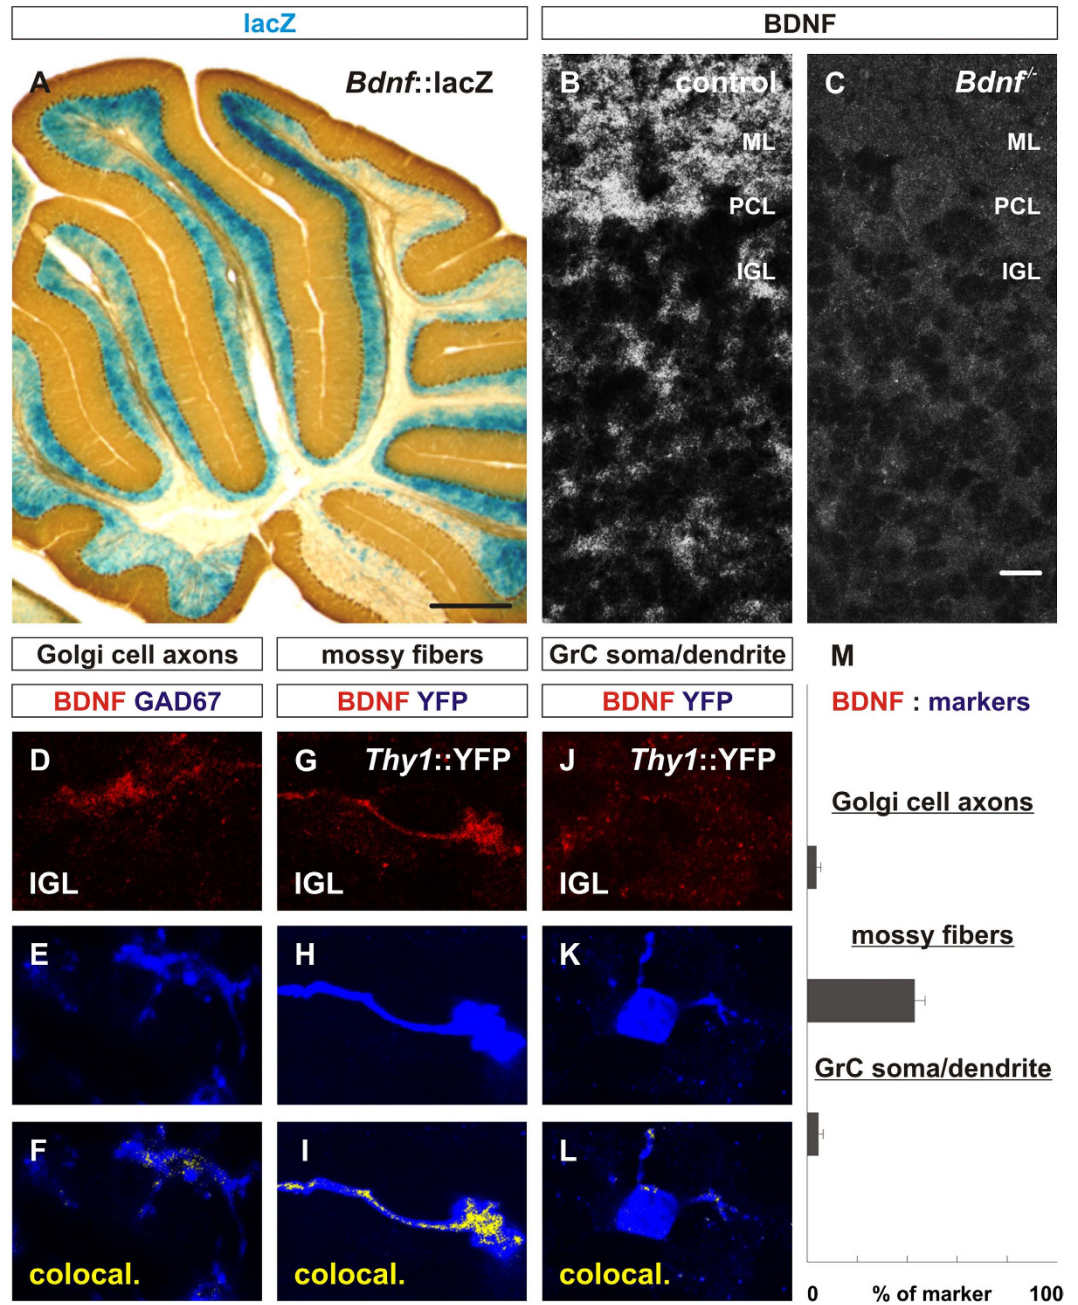 lacZ
BDNF
A
Bdnf::lacZ
B
control
ML
PCL
IGL
C
Bdnf-/-
ML
PCL
IGL
Golgi cell axons
mossy fibers
GrC soma/dendrite
M
BDNF GAD67
BDNF YFP
BDNF YFP
BDNF : markers
D
IGL
G
Thy1::YFP
IGL
J
Thy1::YFP
IGL
Golgi cell axons
mossy fibers
GrC soma/dendrite
E
H
K
F
colocal.
I
colocal.
L
colocal.
0
% of marker
100